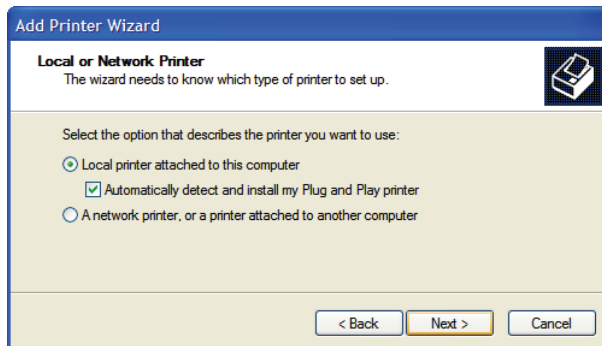 Add Printer Wizard
Local or Network Printer
The wizard needs to know which type of printer to set up.
Select the option that describes the printer you want to use:
Local printer attached to this computer
Automatically detect and install my Plug and Play printer
A network printer, or a printer attached to another computer
< Back Next > Cancel